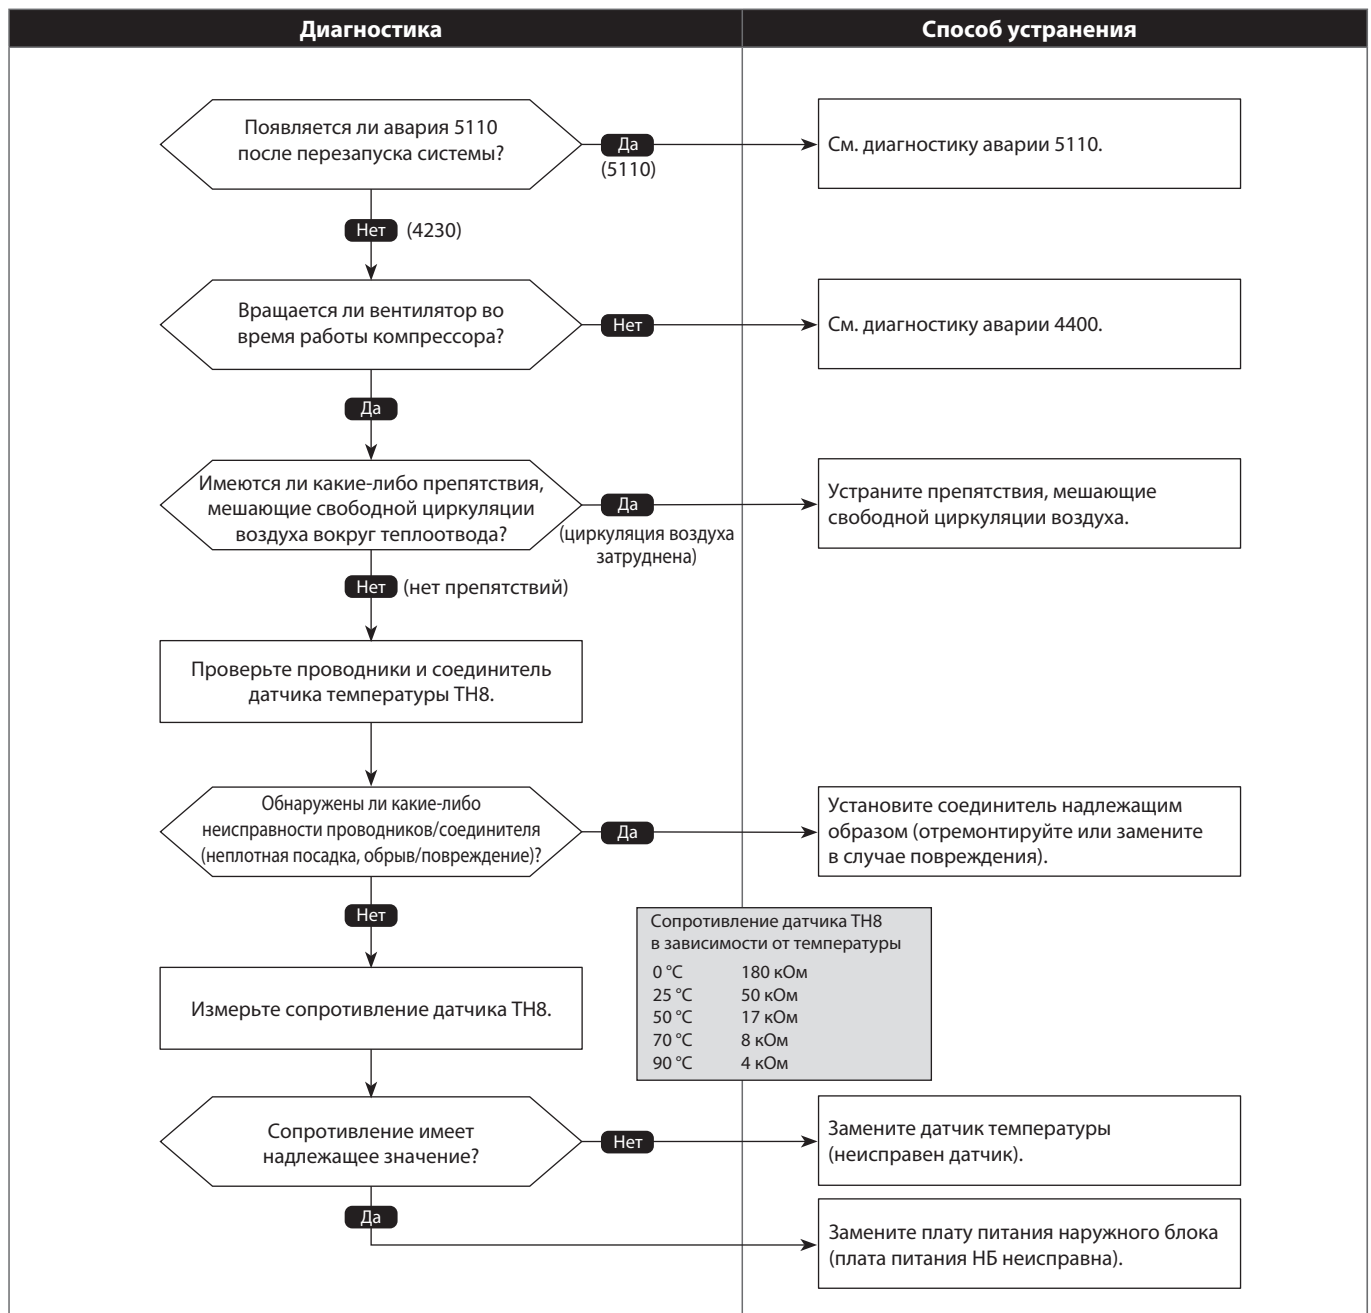 Диагностика
Способ устранения
Появляется ли авария 5110
после перезапуска системы?
Да
(5110)
См. диагностику аварии 5110.
Нет (4230)
Вращается ли вентилятор во
время работы компрессора?
Нет
См. диагностику аварии 4400.
Да
Имеются ли какие-либо препятствия,
мешающие свободной циркуляции
воздуха вокруг теплоотвода?
Да
(циркуляция воздуха
затруднена)
Устраните препятствия, мешающие
свободной циркуляции воздуха.
Нет (нет препятствий)
Проверьте проводники и соединитель
датчика температуры TH8.
Обнаружены ли какие-либо
неисправности проводников/соединителя
(неплотная посадка, обрыв/повреждение)?
Да
Установите соединитель надлежащим
образом (отремонтируйте или замените
в случае повреждения).
Нет
Сопротивление датчика TH8
в зависимости от температуры
0 °C 180 кОм
25 °C 50 кОм
50 °C 17 кОм
70 °C 8 кОм
90 °C 4 кОм
Измерьте сопротивление датчика TH8.
Сопротивление имеет
надлежащее значение?
Нет
Замените датчик температуры
(неисправен датчик).
Да
Замените плату питания наружного блока
(плата питания НБ неисправна).